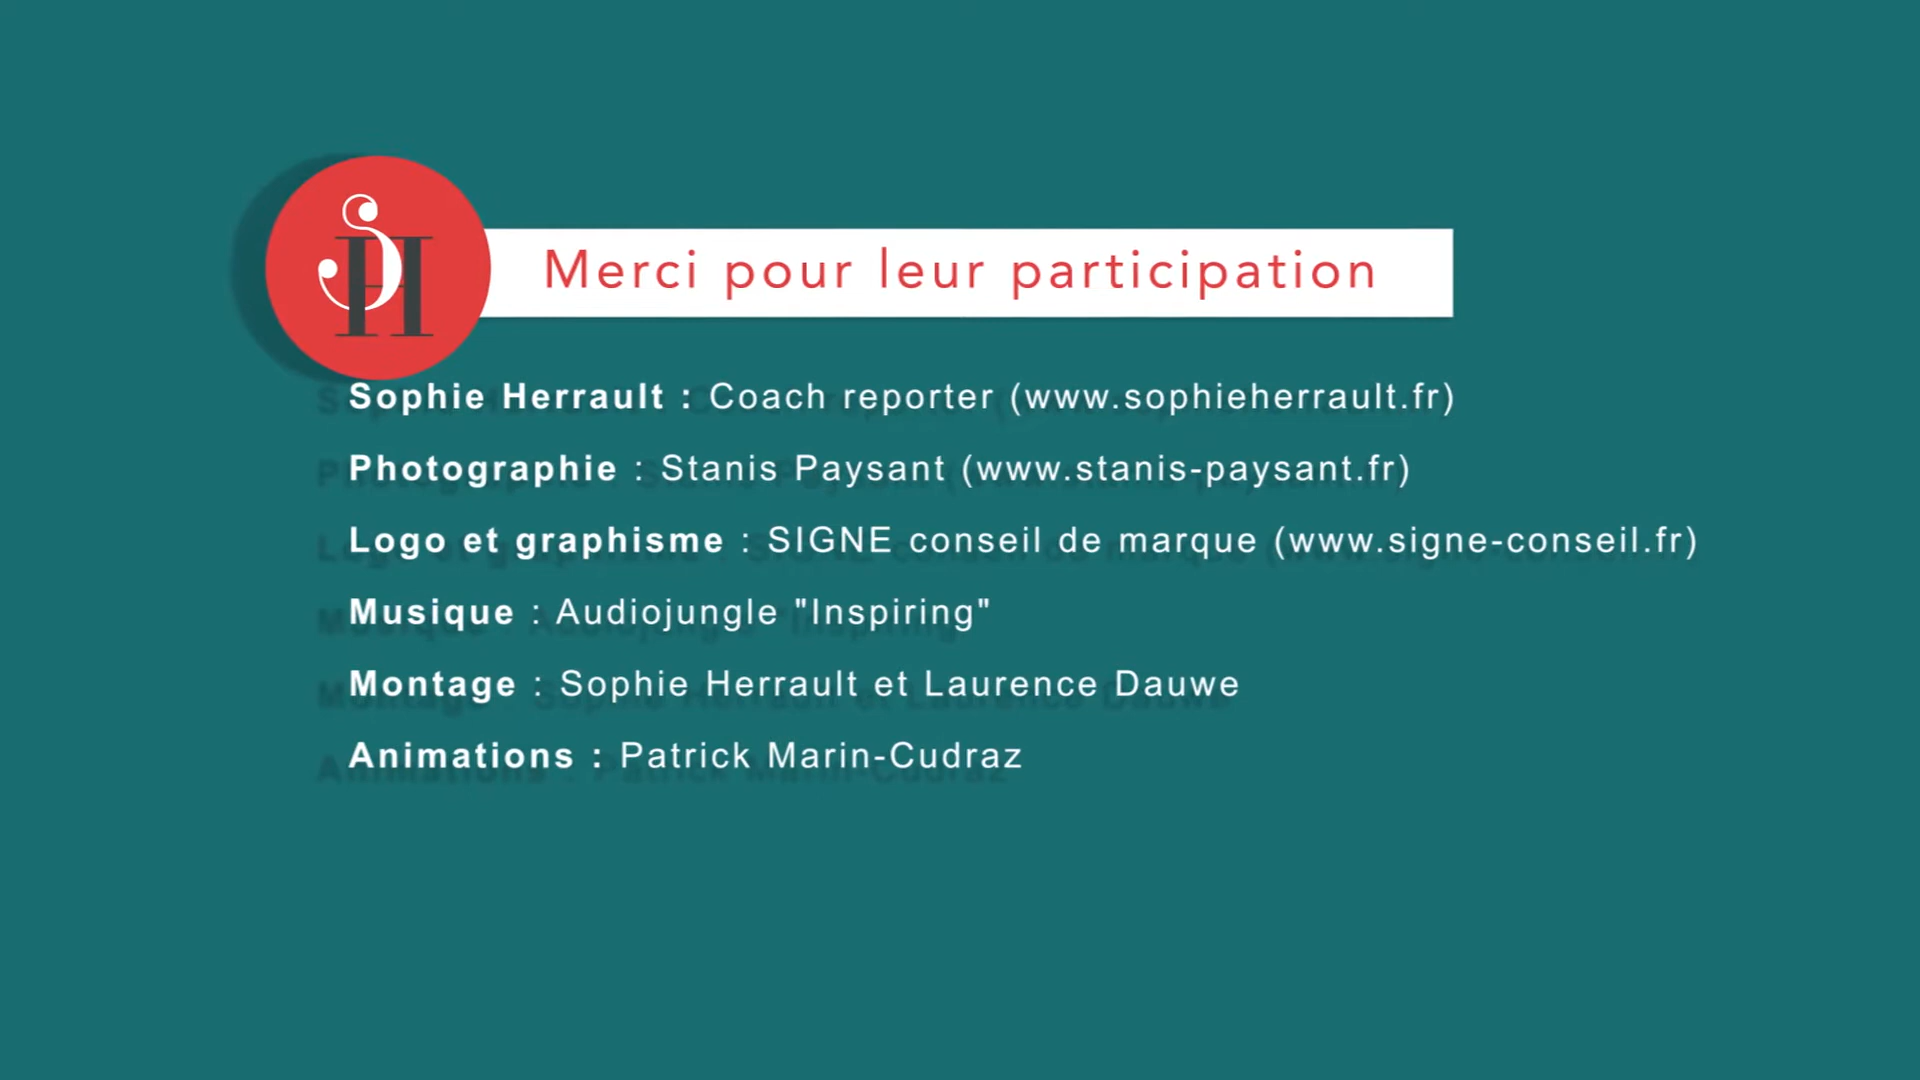 SH
Merci pour leur participation
Sophie Herrault : Coach reporter (www.sophieherrault.fr)
Photographie : Stanis Paysant (www.stanis-paysant.fr)
Logo et graphisme : SIGNE conseil de marque (www.signe-conseil.fr)
Musique : Audiojungle "Inspiring"
Montage : Sophie Herrault et Laurence Dauwe
Animations : Patrick Marin-Cudraz